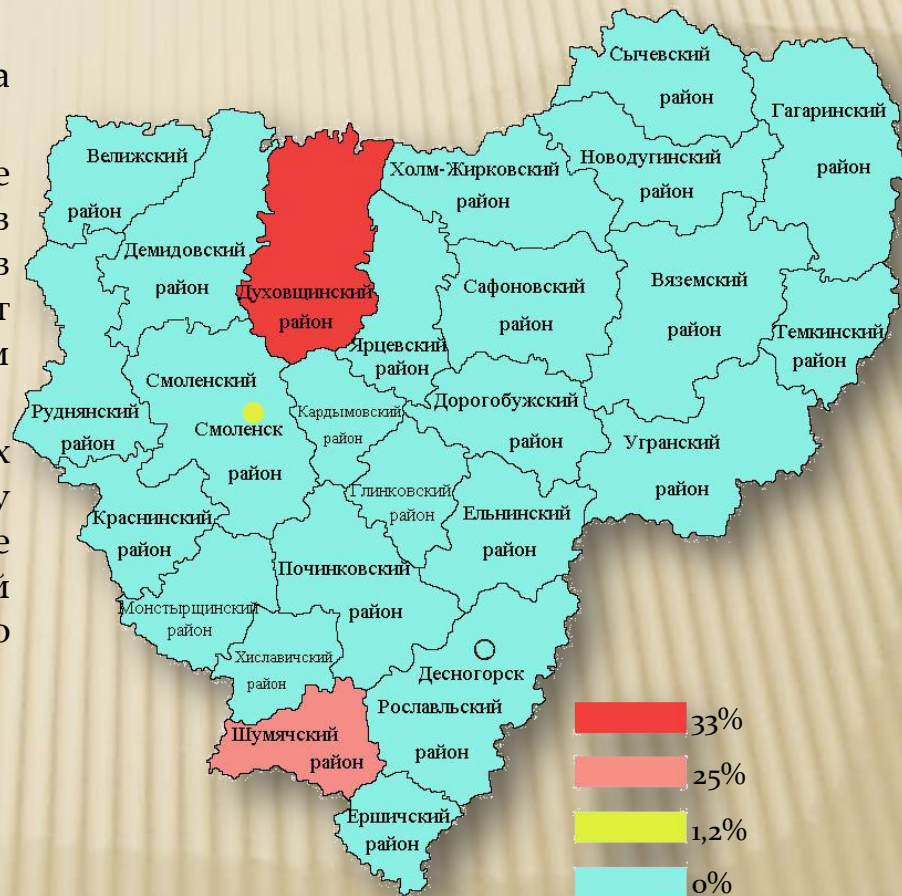 а
е
в
в
т
и
х
у
е
й
о
Сычевский
район
Гагаринский
район
Велижский
район
Холм-Жирковский
район
Новодугинский
район
Демидовский
район
Духовщинский
район
Сафоновский
район
Вяземский
район
Темкинский
район
Ярцевский
район
Смоленский
Смоленск
район
Руднянский
район
Кардымовский
район
Дорогобужский
район
Угранский
район
Глинковский
район
Ельнинский
район
Краснинский
район
Починковский
район
Монстырщинский
район
Хиславичский
район
Десногорск
Рославльский
район
Шумячский
район
Ершичский
район
33%
25%
1,2%
0%